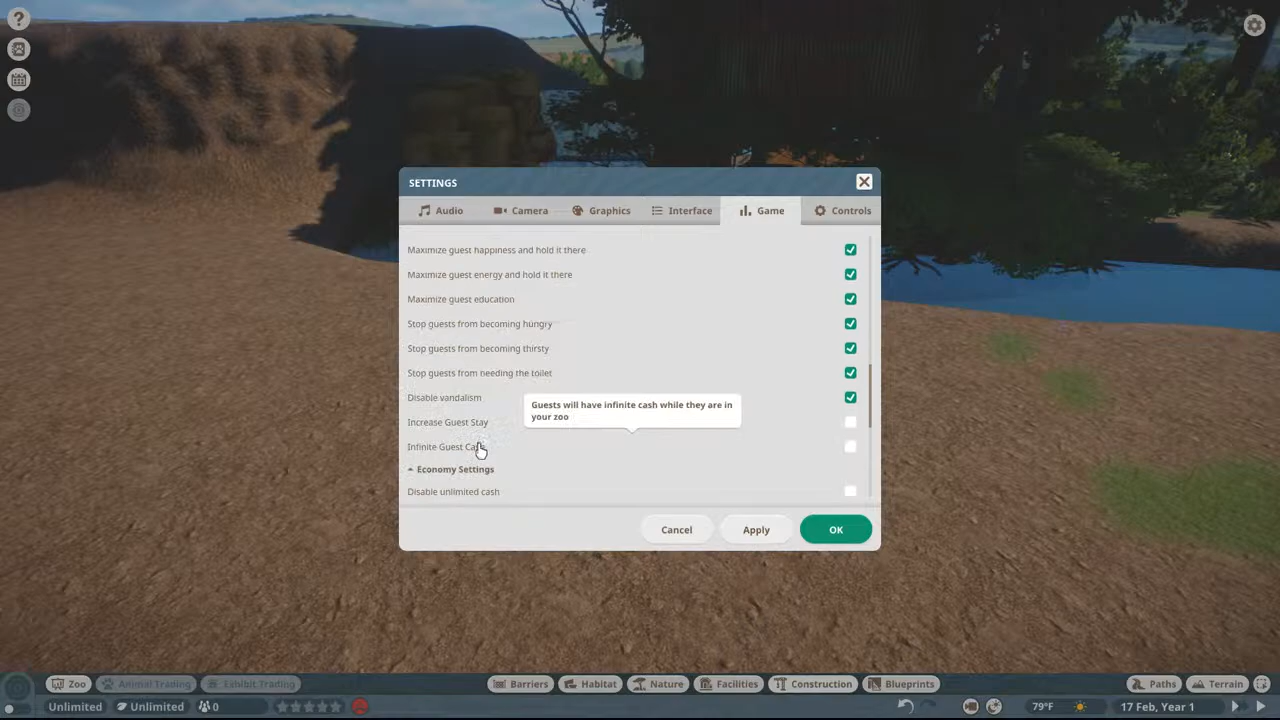 ?
SETTINGS
Audio
Camera
Graphics
Interface
Game
Controls
Maximize guest happiness and hold it there
Maximize guest energy and hold it there
Maximize guest education
Stop guests from becoming hungry
Stop guests from becoming thirsty
Stop guests from needing the toilet
Disable vandalism
Guests will have infinite cash while they are in
your zoo
Increase Guest Stay
Infinite Guest
Economy Settings
Disable unlimited cash
Cancel
Apply
OK
Zoo
Animal Trading
Exhibit Trading
Barriers
Habitat
Nature
Facilities
Construction
Blueprints
Paths
Terrain
Unlimited
Unlimited
0
79°F
17 Feb, Year 1